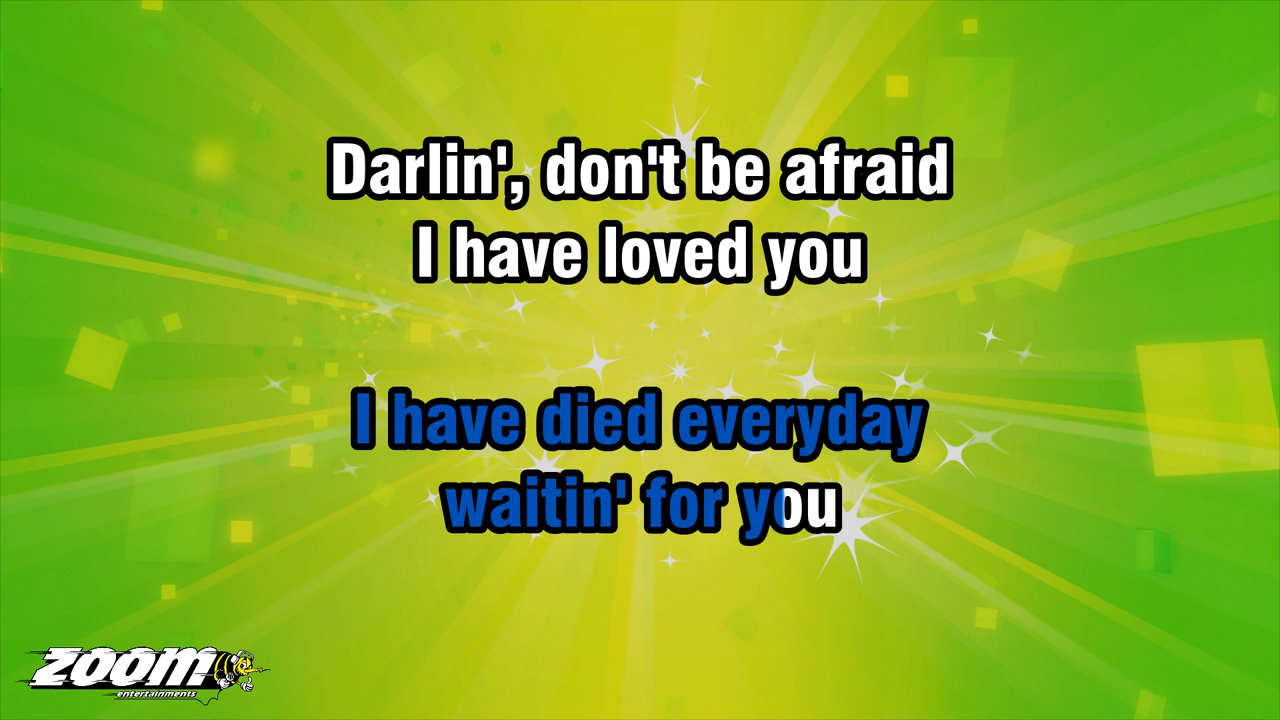 Darlin', don't be afraid
I have loved you
I have died everyday
waitin' for you
zoom
entertainments